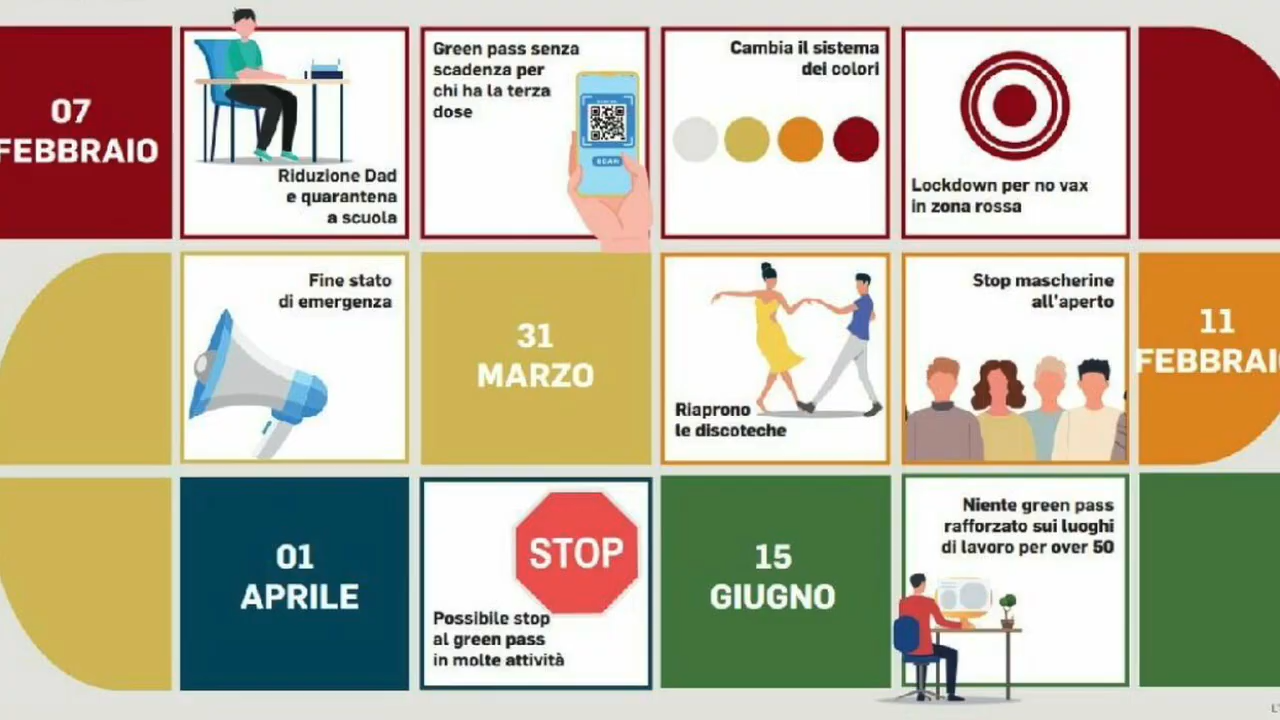 07
FEBBRAIO
Riduzione Dad
e quarantena
a scuola
Green pass senza
scadenza per
chi ha la terza
dose
SCAN
Cambia il sistema
dei colori
Lockdown per no vax
in zona rossa
Fine stato
di emergenza
31
MARZO
Riaprono
le discoteche
Stop mascherine
all'aperto
11
FEBBRAI
01
APRILE
STOP
Possibile stop
al green pass
in molte attività
15
GIUGNO
Niente green pass
rafforzato sui luoghi
di lavoro per over 50